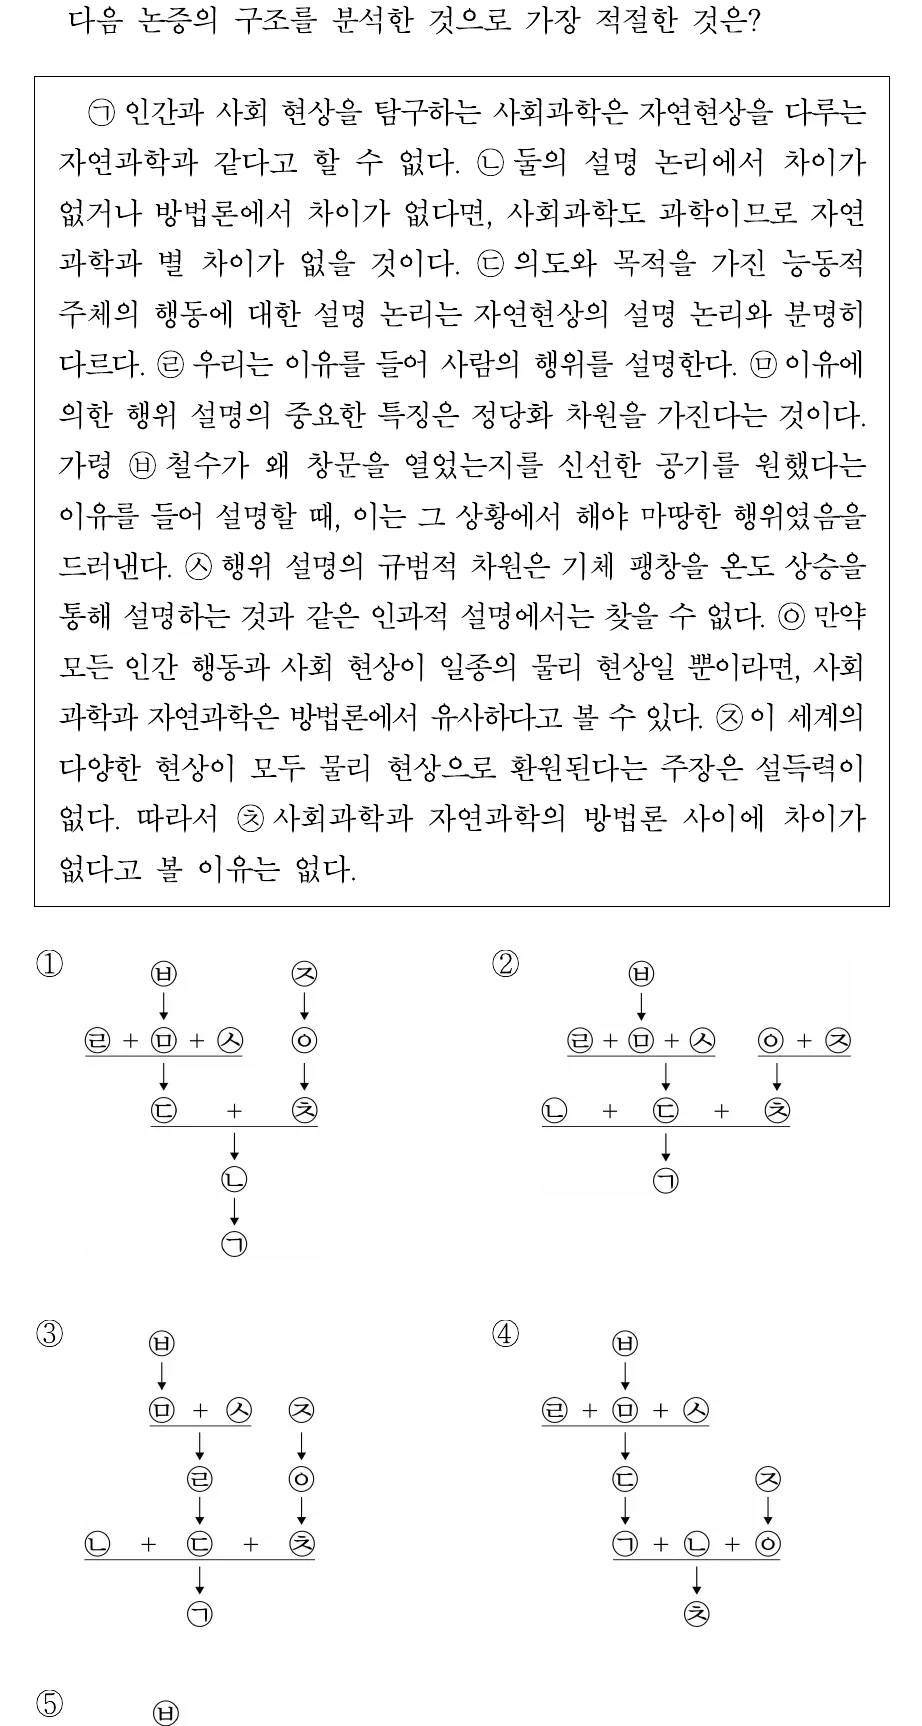 다음 논증의 구조를 분석한 것으로 가장 적절한 것은?
㉠ 인간과 사회 현상을 탐구하는 사회과학은 자연현상을 다루는
자연과학과 같다고 할 수 없다. ㉡ 둘의 설명 논리에서 차이가
없거나 방법론에서 차이가 없다면, 사회과학도 과학이므로 자연
과학과 별 차이가 없을 것이다. ㉢ 의도와 목적을 가진 능동적
주체의 행동에 대한 설명 논리는 자연현상의 설명 논리와 분명히
다르다. ㉣ 우리는 이유를 들어 사람의 행위를 설명한다. ㉤ 이유에
의한 행위 설명의 중요한 특징은 정당화 차원을 가진다는 것이다.
가령 ㉥ 철수가 왜 창문을 열었는지를 신선한 공기를 원했다는
이유를 들어 설명할 때, 이는 그 상황에서 해야 마땅한 행위였음을
드러낸다. ㉦ 행위 설명의 규범적 차원은 기체 팽창을 온도 상승을
통해 설명하는 것과 같은 인과적 설명에서는 찾을 수 없다. ㉧ 만약
모든 인간 행동과 사회 현상이 일종의 물리 현상일 뿐이라면, 사회
과학과 자연과학은 방법론에서 유사하다고 볼 수 있다. ㉨ 이 세계의
다양한 현상이 모두 물리 현상으로 환원된다는 주장은 설득력이
없다. 따라서 ㉩ 사회과학과 자연과학의 방법론 사이에 차이가
없다고 볼 이유는 없다.
①
㉥ ㉨
↓ ↓
㉣ + ㉤ + ㉦ ㉧
↓ ↓
㉢ + ㉩
↓
㉡
↓
㉠
②
㉥
↓
㉣ + ㉤ + ㉦ ㉧ + ㉨
↓ ↓
㉡ + ㉢ + ㉩
↓
㉠
③
㉥
↓
㉤ + ㉦ ㉨
↓ ↓
㉣ ㉧
↓ ↓
㉡ + ㉢ + ㉩
↓
㉠
④
㉥
↓
㉣ + ㉤ + ㉦
↓
㉢ ㉨
↓ ↓
㉠ + ㉡ + ㉧
↓
㉩
⑤
㉥